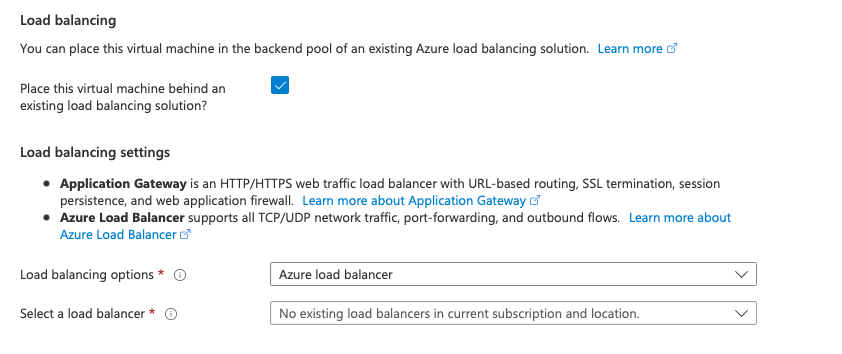 Load balancing
You can place this virtual machine in the backend pool of an existing Azure load balancing solution. Learn more
Place this virtual machine behind an
existing load balancing solution?
Load balancing settings
• Application Gateway is an HTTP/HTTPS web traffic load balancer with URL-based routing, SSL termination, session
persistence, and web application firewall. Learn more about Application Gateway
• Azure Load Balancer supports all TCP/UDP network traffic, port-forwarding, and outbound flows. Learn more about
Azure Load Balancer
Load balancing options * Azure load balancer
Select a load balancer * No existing load balancers in current subscription and location.